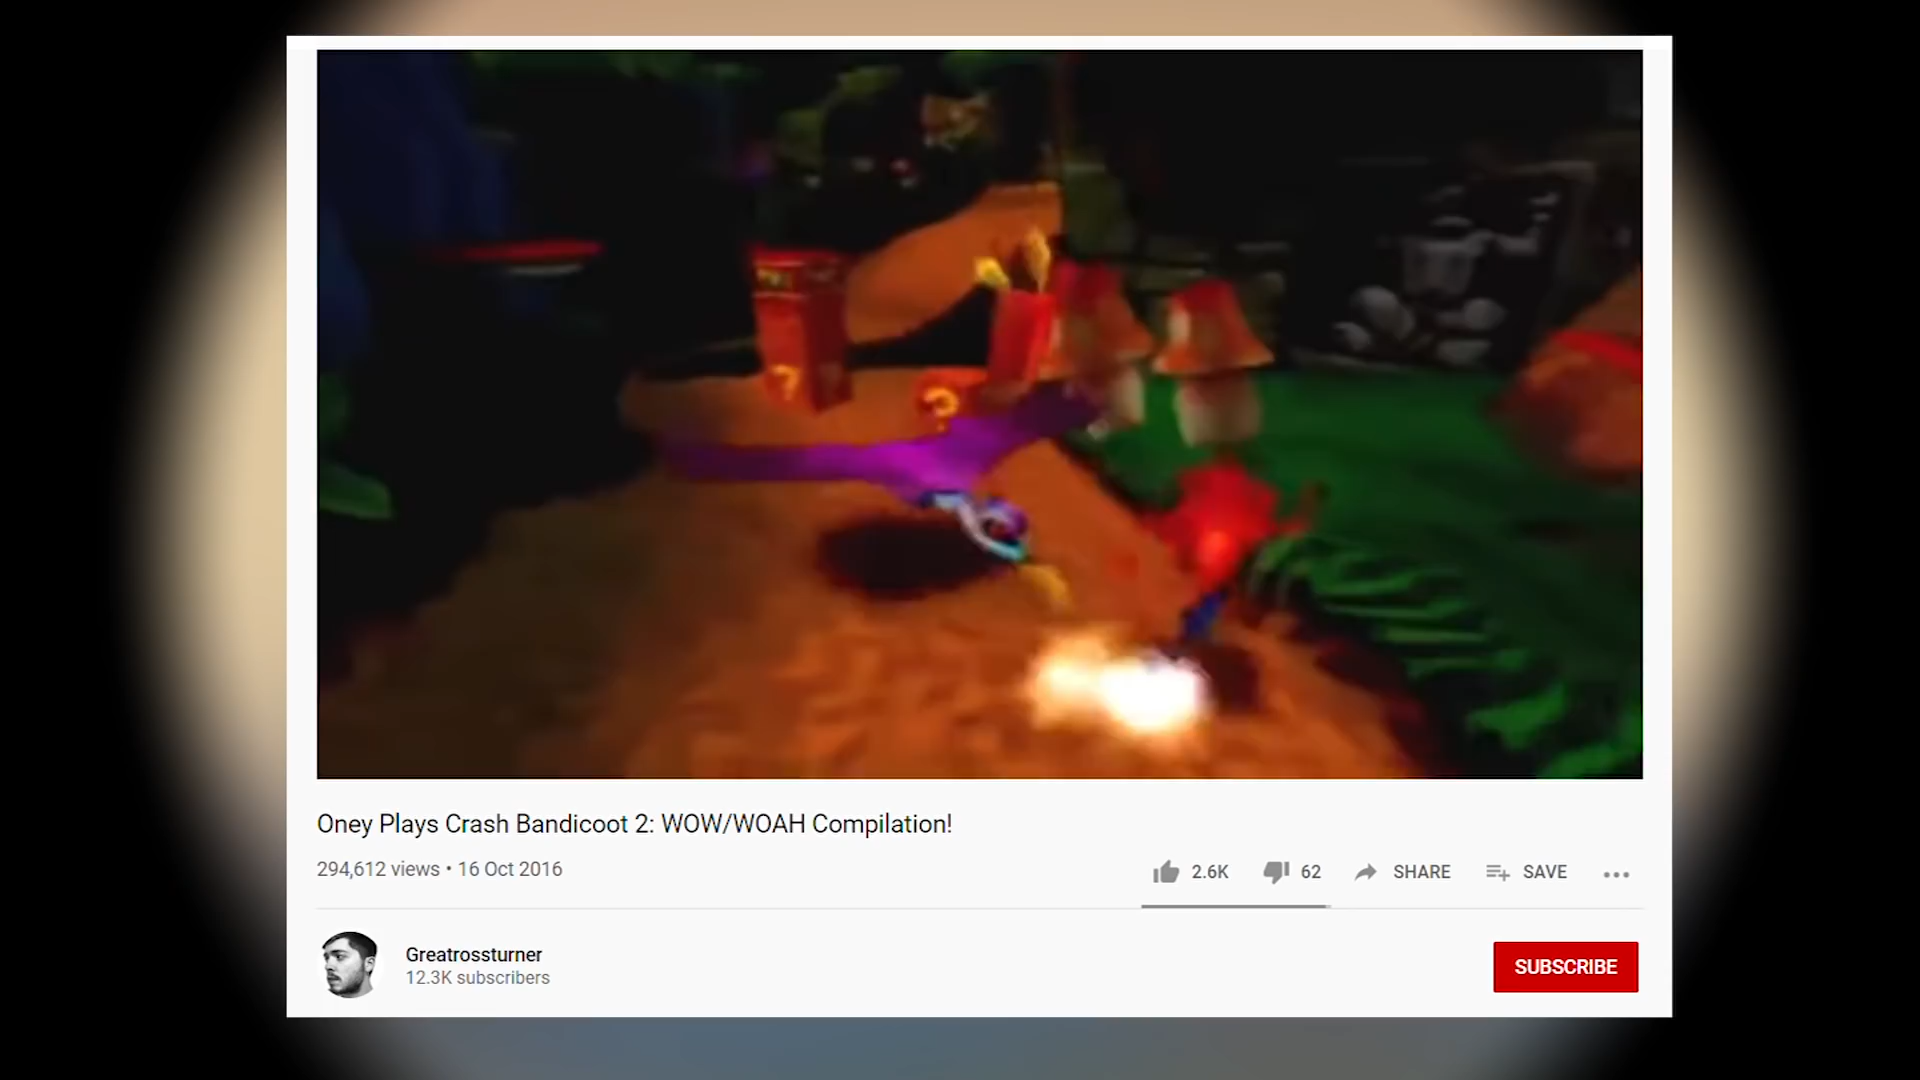 ?
?
Oney Plays Crash Bandicoot 2: WOW/WOAH Compilation!
294,612 views • 16 Oct 2016
2.6K
62
SHARE
SAVE
Greatrossturner
12.3K subscribers
SUBSCRIBE